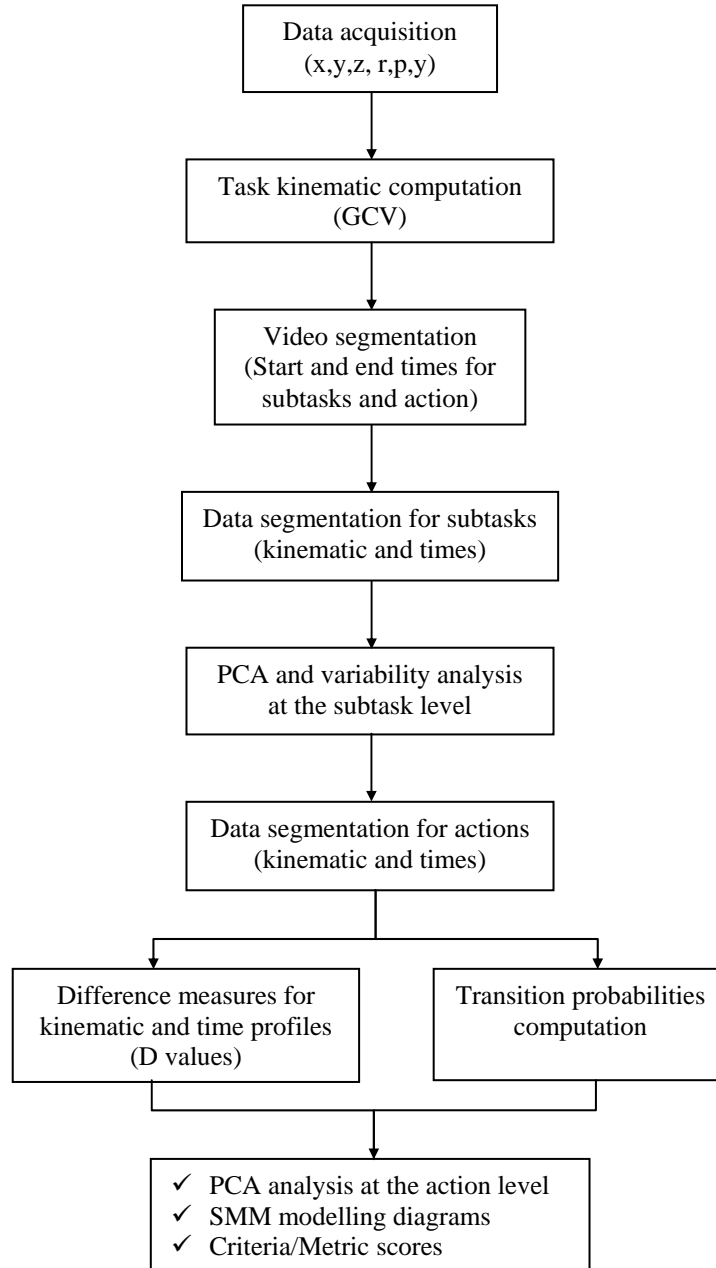 Data acquisition
(x,y,z, r,p,y)
Task kinematic computation
(GCV)
Video segmentation
(Start and end times for
subtasks and action)
Data segmentation for subtasks
(kinematic and times)
PCA and variability analysis
at the subtask level
Data segmentation for actions
(kinematic and times)
Difference measures for
kinematic and time profiles
(D values)
Transition probabilities
computation
✓ PCA analysis at the action level
✓ SMM modelling diagrams
✓ Criteria/Metric scores